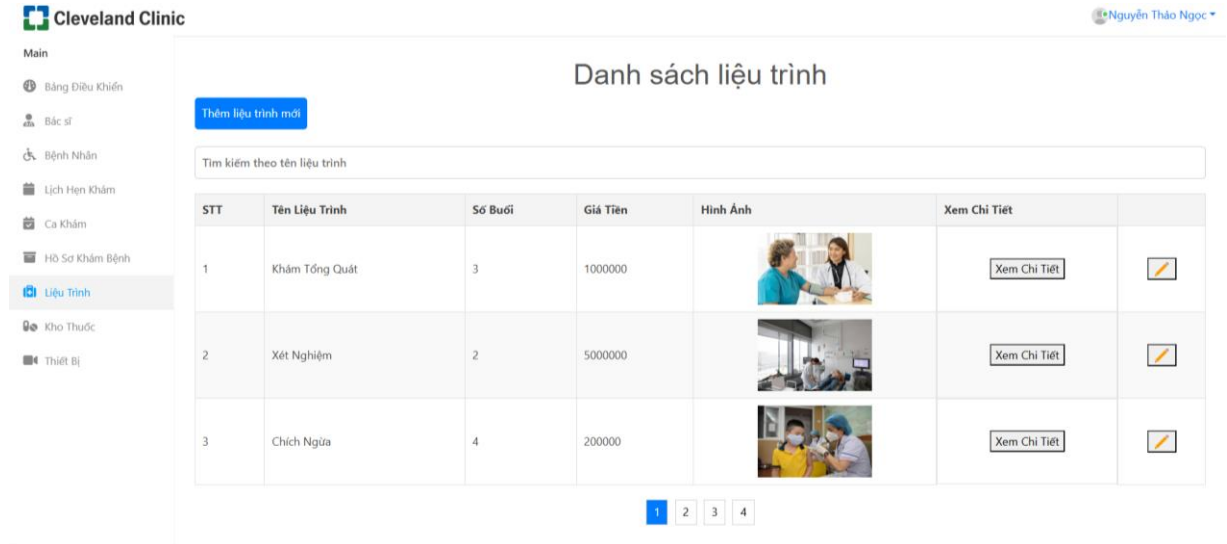 Cleveland Clinic
Nguyễn Thảo Ngọc
Main
Bảng Điều Khiển
Bác sĩ
Bệnh Nhân
Lịch Hẹn Khám
Ca Khám
Hồ Sơ Khám Bệnh
Liệu Trình
Kho Thuốc
Thiết Bị
Danh sách liệu trình
Thêm liệu trình mới
Tìm kiếm theo tên liệu trình
STT Tên Liệu Trình Số Buổi Giá Tiền Hình Ảnh Xem Chi Tiết
1 Khám Tổng Quát 3 1000000 Xem Chi Tiết
2 Xét Nghiệm 2 5000000 Xem Chi Tiết
3 Chích Ngừa 4 200000 Xem Chi Tiết
1 2 3 4